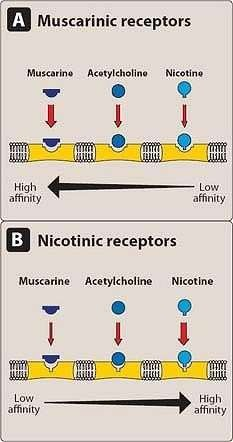 A Muscarinic receptors
Muscarine Acetylcholine Nicotine
High affinity Low affinity
B Nicotinic receptors
Muscarine Acetylcholine Nicotine
Low affinity High affinity